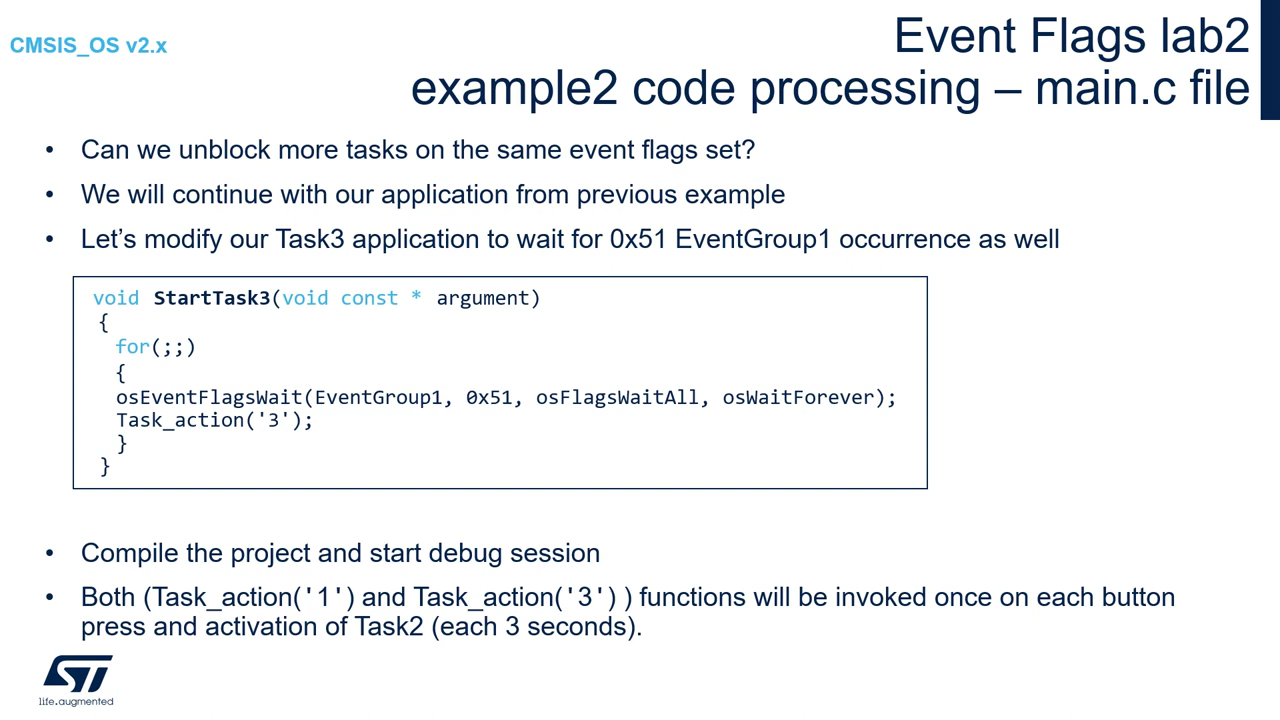 CMSIS_OS v2.x
Event Flags lab2
example2 code processing – main.c file
• Can we unblock more tasks on the same event flags set?
• We will continue with our application from previous example
• Let’s modify our Task3 application to wait for 0x51 EventGroup1 occurrence as well
void StartTask3(void const * argument)
{
for(;;)
{
osEventFlagsWait(EventGroup1, 0x51, osFlagsWaitAll, osWaitForever);
Task_action('3');
}
}
• Compile the project and start debug session
• Both (Task_action('1') and Task_action('3') ) functions will be invoked once on each button
press and activation of Task2 (each 3 seconds).
ST
life.augmented